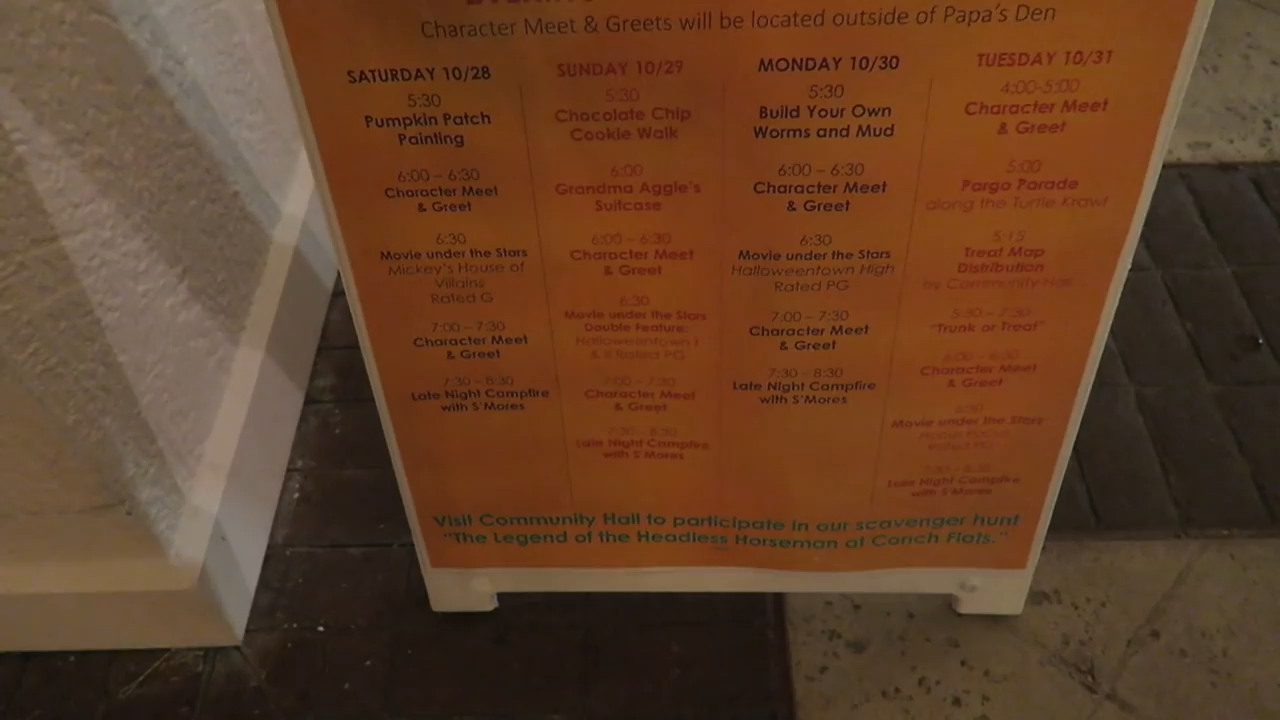 Character Meet & Greets will be located outside of Papa's Den
SATURDAY 10/28
5:30
Pumpkin Patch
Painting
6:00 – 6:30
Character Meet
& Greet
6:30
Movie under the Stars
Mickey's House of
Villains
Rated G
7:00 – 7:30
Character Meet
& Greet
7:30 – 8:30
Late Night Campfire
with S'Mores
SUNDAY 10/29
5:30
Chocolate Chip
Cookie Walk
6:00
Grandma Aggie's
Suitcase
6:00 – 6:30
Character Meet
& Greet
6:30
Movie under the Stars
Double Feature:
Halloweentown I
& II Rated PG
7:00 – 7:30
Character Meet
& Greet
7:30 – 8:30
Late Night Campfire
with S'Mores
MONDAY 10/30
5:30
Build Your Own
Worms and Mud
6:00 – 6:30
Character Meet
& Greet
6:30
Movie under the Stars
Halloweentown High
Rated PG
7:00 – 7:30
Character Meet
& Greet
7:30 – 8:30
Late Night Campfire
with S'Mores
TUESDAY 10/31
4:00-5:00
Character Meet
& Greet
5:00
Pargo Parade
along the Turtle Krawl
5:15
Treat Map
Distribution
by Community Hall
5:30 – 7:30
"Trunk or Treat"
6:00 – 6:30
Character Meet
& Greet
6:30
Movie under the Stars
Rated PG
7:30 – 8:30
Late Night Campfire
with S'Mores
Visit Community Hall to participate in our scavenger hunt
"The Legend of the Headless Horseman at Conch Flats."